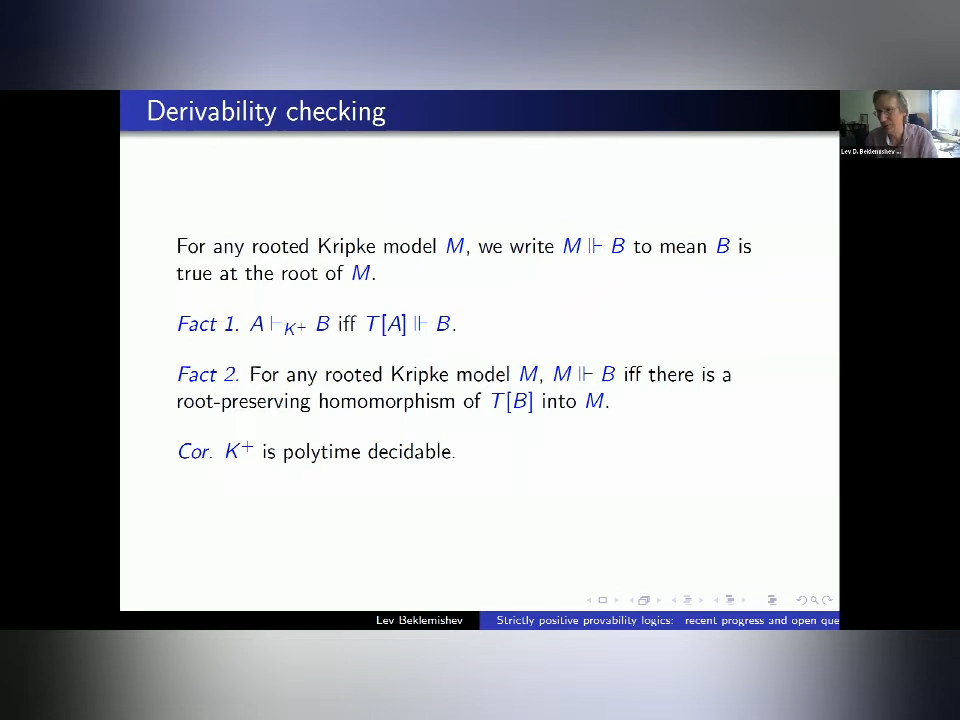 Derivability checking
Lev D. Beklemishev ...
For any rooted Kripke model M, we write M ⊩ B to mean B is
true at the root of M.
Fact 1. A ⊢K+ B iff T[A] ⊩ B.
Fact 2. For any rooted Kripke model M, M ⊩ B iff there is a
root-preserving homomorphism of T[B] into M.
Cor. K+ is polytime decidable.
Lev Beklemishev
Strictly positive provability logics: recent progress and open que